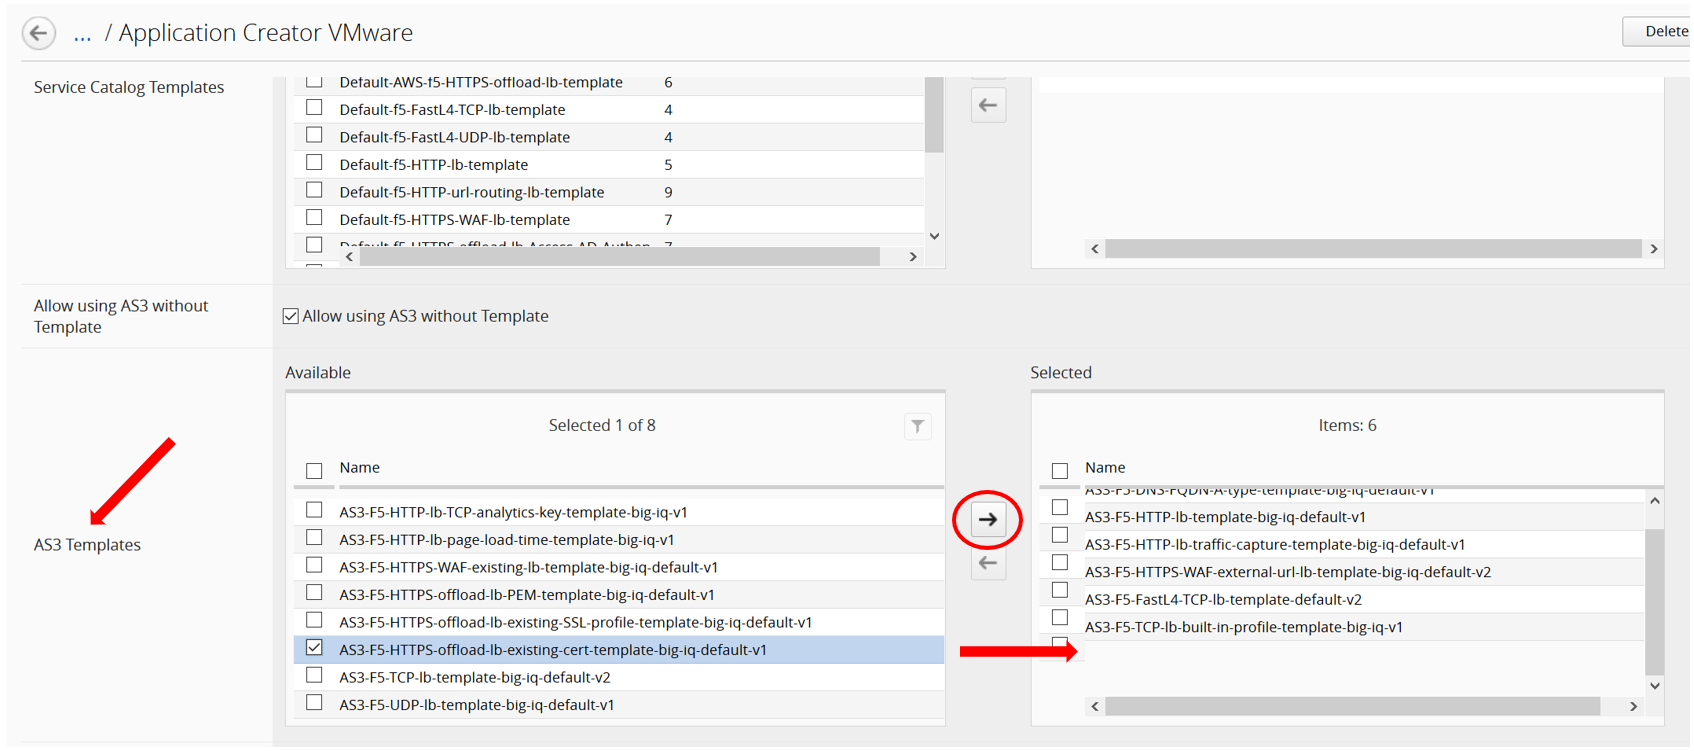 ... / Application Creator VMware
Delete
Service Catalog Templates
Default-AWS-f5-HTTPS-offload-lb-template 6
Default-f5-FastL4-TCP-lb-template 4
Default-f5-FastL4-UDP-lb-template 4
Default-f5-HTTP-lb-template 5
Default-f5-HTTP-url-routing-lb-template 9
Default-f5-HTTPS-WAF-lb-template 7
Default-f5-HTTPS-offload-lb-Access-AD-Authen 7
Allow using AS3 without
Template
Allow using AS3 without Template
AS3 Templates
Available
Selected 1 of 8
Name
AS3-F5-HTTP-lb-TCP-analytics-key-template-big-iq-v1
AS3-F5-HTTP-lb-page-load-time-template-big-iq-v1
AS3-F5-HTTPS-WAF-existing-lb-template-big-iq-default-v1
AS3-F5-HTTPS-offload-lb-PEM-template-big-iq-default-v1
AS3-F5-HTTPS-offload-lb-existing-SSL-profile-template-big-iq-default-v1
AS3-F5-HTTPS-offload-lb-existing-cert-template-big-iq-default-v1
AS3-F5-TCP-lb-template-big-iq-default-v2
AS3-F5-UDP-lb-template-big-iq-default-v1
Selected
Items: 6
Name
AS3-F5-DNS-FQDN-A-type-template-big-iq-default-v1
AS3-F5-HTTP-lb-template-big-iq-default-v1
AS3-F5-HTTP-lb-traffic-capture-template-big-iq-default-v1
AS3-F5-HTTPS-WAF-external-url-lb-template-big-iq-default-v2
AS3-F5-FastL4-TCP-lb-template-default-v2
AS3-F5-TCP-lb-built-in-profile-template-big-iq-v1